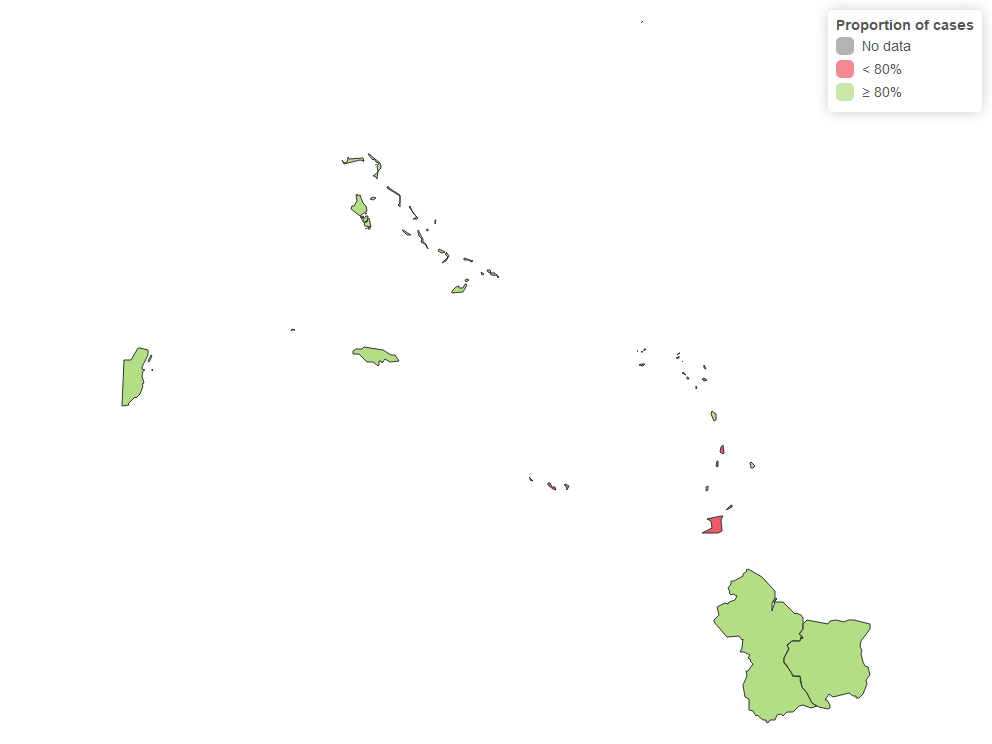 Proportion of cases
No data
< 80%
≥ 80%